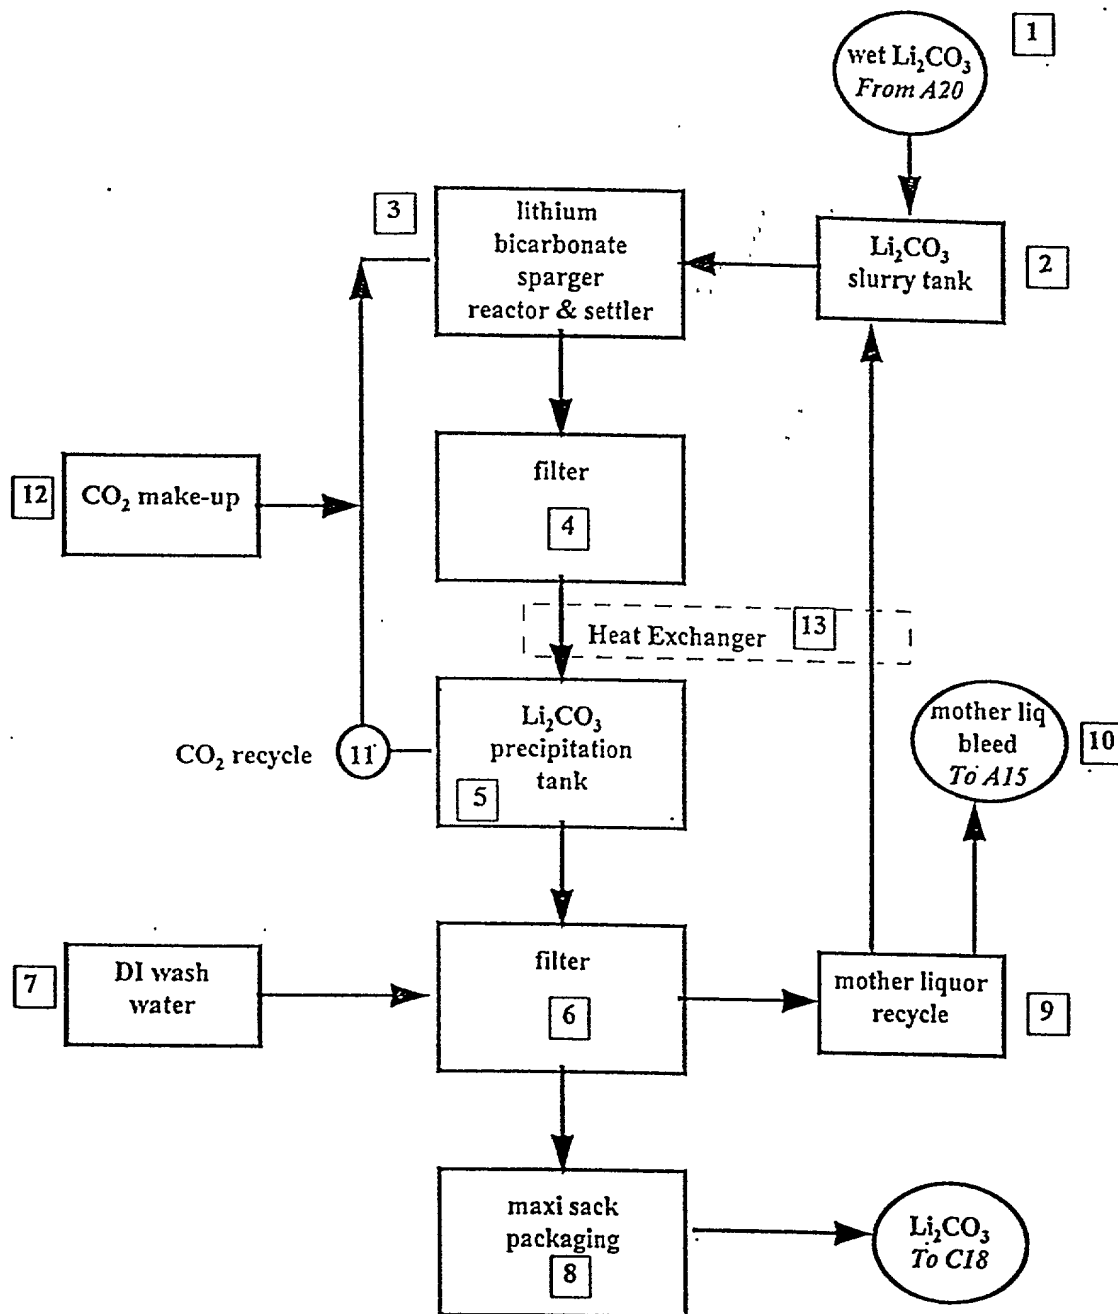 1
wet Li₂CO₃
From A20
3
lithium
bicarbonate
sparger
reactor & settler
Li₂CO₃
slurry tank
2
12
CO₂ make-up
filter
4
Heat Exchanger
13
CO₂ recycle
11
Li₂CO₃
precipitation
tank
5
mother liq
bleed
To A15
10
7
DI wash
water
filter
6
mother liquor
recycle
9
maxi sack
packaging
8
Li₂CO₃
To C18